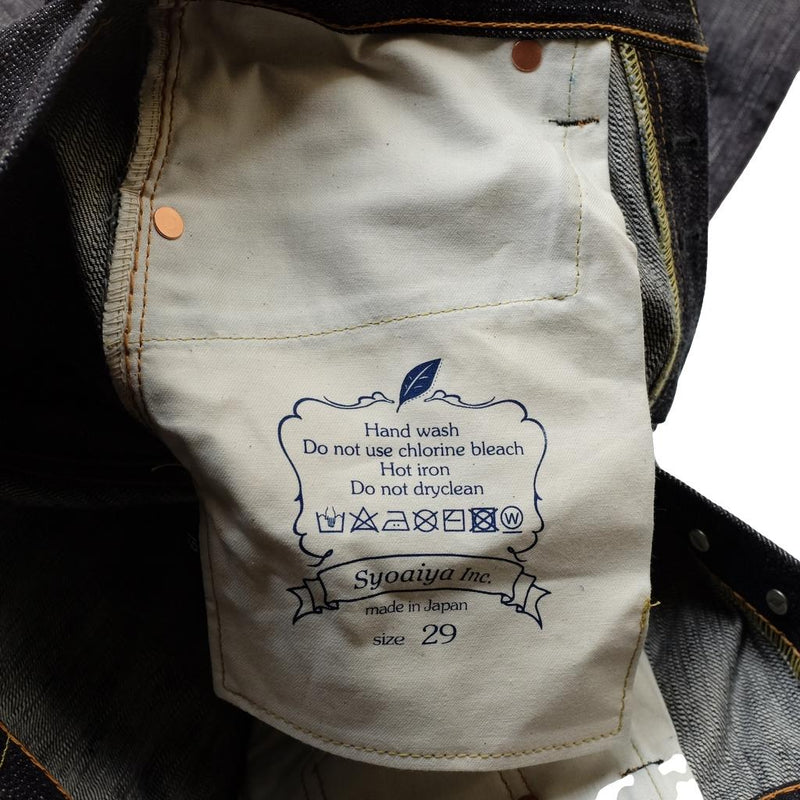 Hand wash
Do not use chlorine bleach
Hot iron
Do not dryclean
W
Syoaiya Inc.
made in Japan
size 29